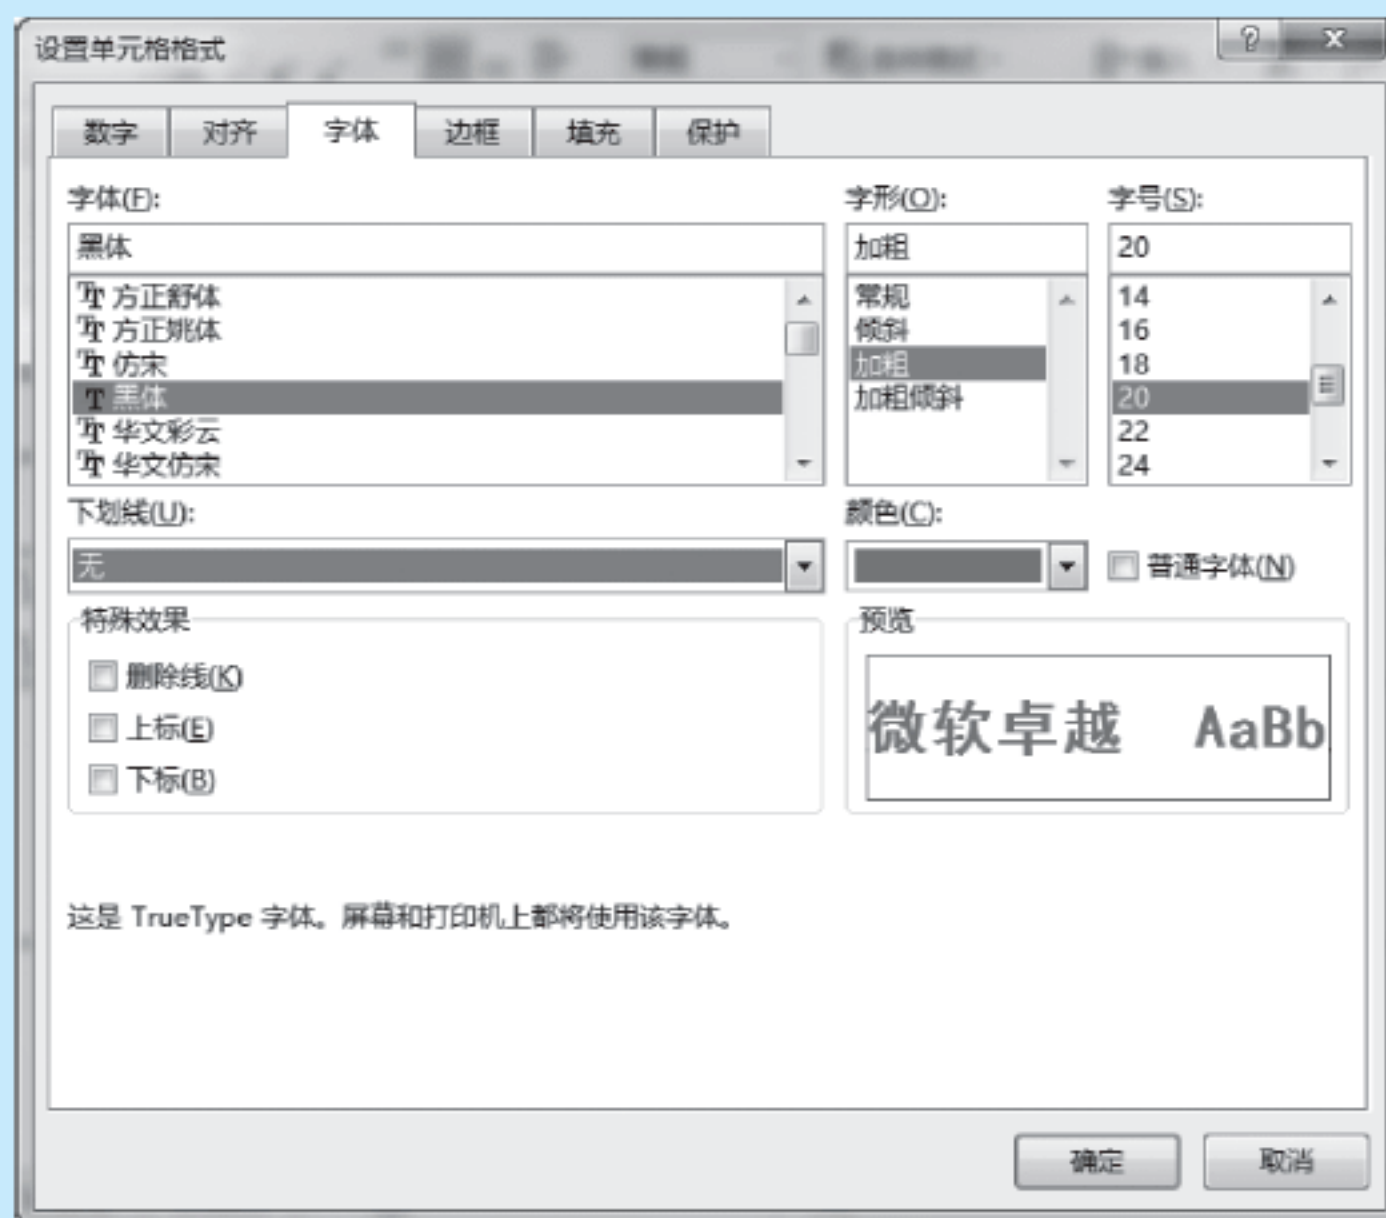 设置单元格格式
数字 对齐 字体 边框 填充 保护
字体(F): 字形(O): 字号(S):
黑体 加粗 20
方正舒体 常规 14
方正姚体 倾斜 16
仿宋 加粗 18
黑体 加粗倾斜 20
华文彩云 22
华文仿宋 24
下划线(U): 颜色(C):
无 普通字体(N)
特殊效果 预览
删除线(K)
上标(E) 微软卓越 AaBb
下标(B)
这是 TrueType 字体。屏幕和打印机上都将使用该字体。
确定 取消